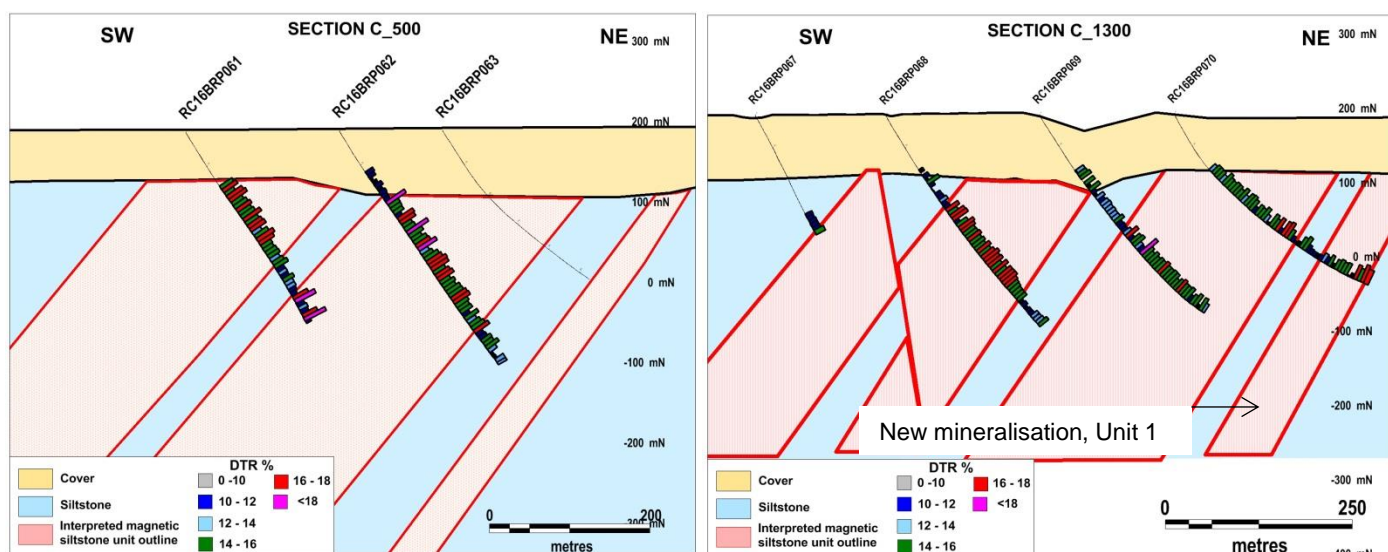 SECTION C_500
SW
NE
300 mN
RC16BRP061
RC16BRP062
RC16BRP063
200 mN
100 mN
0 mN
-100 mN
-200 mN
Cover
Siltstone
Interpreted magnetic
siltstone unit outline
DTR %
0 -10
10 - 12
12 - 14
14 - 16
16 - 18
<18
0
200
metres
SECTION C_1300
SW
NE
300 mN
RC16BRP067
RC16BRP068
RC16BRP069
RC16BRP070
200 mN
100 mN
0 mN
-100 mN
-200 mN
New mineralisation, Unit 1
-300 mN
Cover
Siltstone
Interpreted magnetic
siltstone unit outline
DTR %
0 -10
10 - 12
12 - 14
14 - 16
16 - 18
<18
0
250
metres